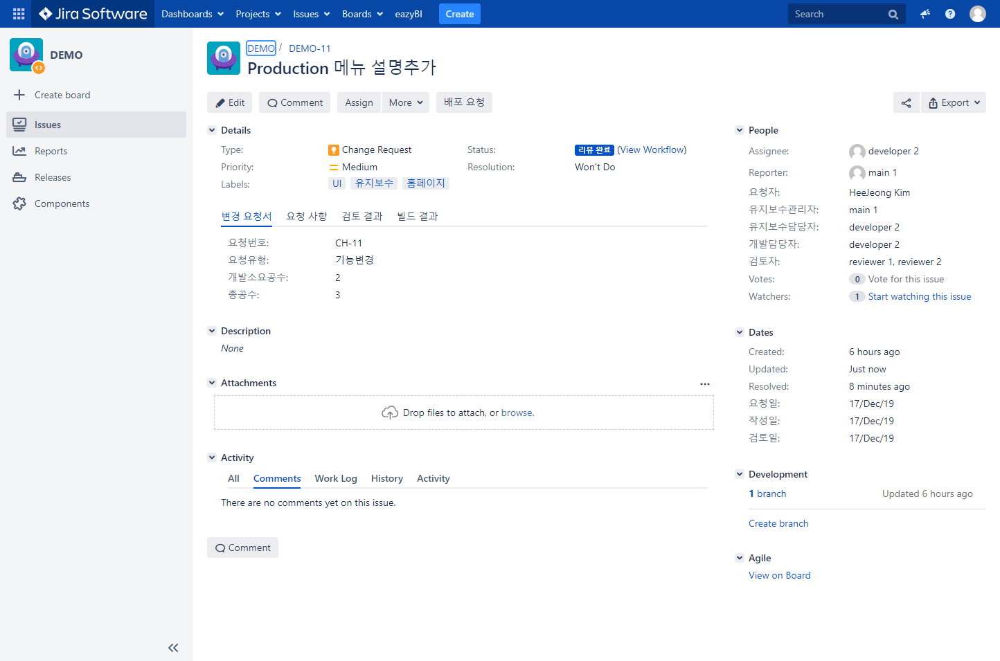 Jira Software Dashboards Projects Issues Boards eazyBI Create Search
DEMO
Create board
Issues
Reports
Releases
Components
DEMO / DEMO-11
Production 메뉴 설명추가
Edit Comment Assign More 배포 요청 Export
Details
Type: Change Request Status: 리뷰 완료 (View Workflow)
Priority: Medium Resolution: Won't Do
Labels: UI 유지보수 홈페이지
변경 요청서 요청 사항 검토 결과 빌드 결과
요청번호: CH-11
요청유형: 기능변경
개발소요공수: 2
총공수: 3
Description
None
Attachments
Drop files to attach, or browse.
Activity
All Comments Work Log History Activity
There are no comments yet on this issue.
Comment
People
Assignee: developer 2
Reporter: main 1
요청자: HeeJeong Kim
유지보수관리자: main 1
유지보수담당자: developer 2
개발담당자: developer 2
검토자: reviewer 1, reviewer 2
Votes: 0 Vote for this issue
Watchers: 1 Start watching this issue
Dates
Created: 6 hours ago
Updated: Just now
Resolved: 8 minutes ago
요청일: 17/Dec/19
작성일: 17/Dec/19
검토일: 17/Dec/19
Development
1 branch Updated 6 hours ago
Create branch
Agile
View on Board